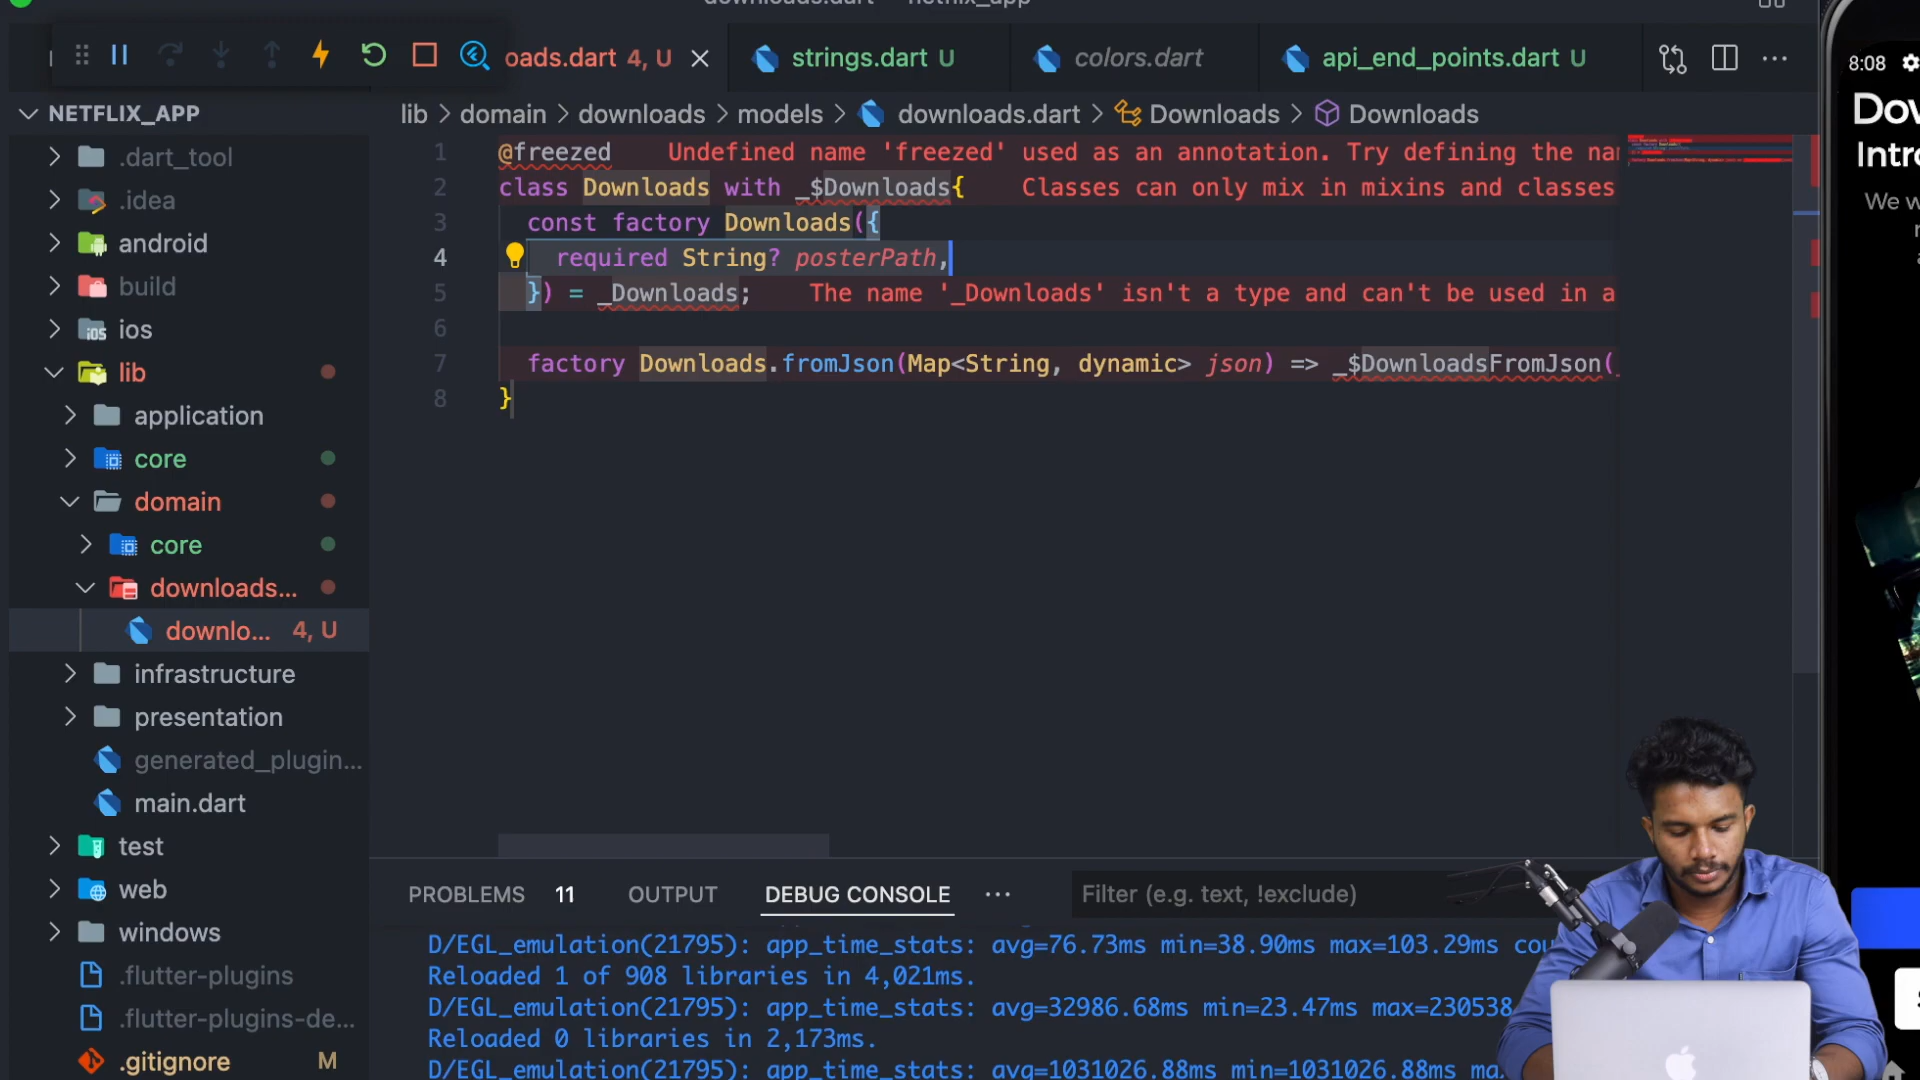 downloads.dart — netflix_app
oads.dart 4, U
strings.dart U
colors.dart
api_end_points.dart U
NETFLIX_APP
lib > domain > downloads > models > downloads.dart > Downloads > Downloads
.dart_tool
.idea
android
build
ios
lib
application
core
domain
core
downloads...
downlo... 4, U
infrastructure
presentation
generated_plugin...
main.dart
test
web
windows
.flutter-plugins
.flutter-plugins-de...
.gitignore M
1 @freezed Undefined name 'freezed' used as an annotation. Try defining the
2 class Downloads with _$Downloads{ Classes can only mix in mixins and classes
3 const factory Downloads({
4 required String? posterPath,
5 }) = _Downloads; The name '_Downloads' isn't a type and can't be used in a
6
7 factory Downloads.fromJson(Map<String, dynamic> json) => _$DownloadsFromJson(
8 }
PROBLEMS 11 OUTPUT DEBUG CONSOLE ... Filter (e.g. text, !exclude)
D/EGL_emulation(21795): app_time_stats: avg=76.73ms min=38.90ms max=103.29ms
Reloaded 1 of 908 libraries in 4,021ms.
D/EGL_emulation(21795): app_time_stats: avg=32986.68ms min=23.47ms max=230538
Reloaded 0 libraries in 2,173ms.
D/EGL_emulation(21795): app_time_stats: avg=1031026.88ms min=1031026.88ms
8:08
We